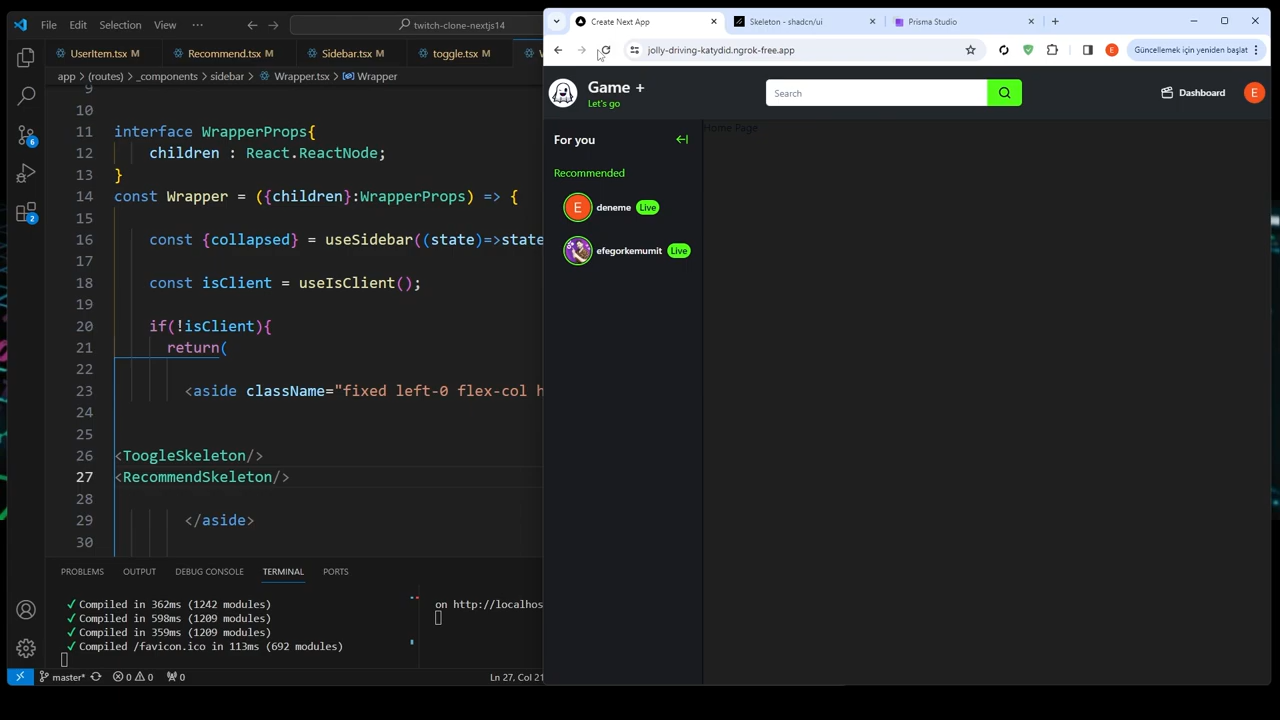 File Edit Selection View ··· twitch-clone-nextjs14
UserItem.tsx M Recommend.tsx M Sidebar.tsx M toggle.tsx M W
app > (routes) > _components > sidebar > Wrapper.tsx > Wrapper
9
10
11 interface WrapperProps{
12 children : React.ReactNode;
13 }
14 const Wrapper = ({children}:WrapperProps) => {
15
16 const {collapsed} = useSidebar((state)=>state
17
18 const isClient = useIsClient();
19
20 if(!isClient){
21 return(
22
23 <aside className="fixed left-0 flex-col h
24
25
26 <ToogleSkeleton/>
27 <RecommendSkeleton/>
28
29 </aside>
30
6
2
PROBLEMS OUTPUT DEBUG CONSOLE TERMINAL PORTS
✓ Compiled in 362ms (1242 modules)
✓ Compiled in 598ms (1209 modules)
✓ Compiled in 359ms (1209 modules)
✓ Compiled /favicon.ico in 113ms (692 modules)
on http://localhos
master* 0 0 0 Ln 27, Col 21
Create Next App Skeleton - shadcn/ui Prisma Studio
jolly-driving-katydid.ngrok-free.app E Güncellemek için yeniden başlat
Game +
Let's go
Search
Dashboard E
For you
Home Page
Recommended
E deneme Live
efegorkemumit Live